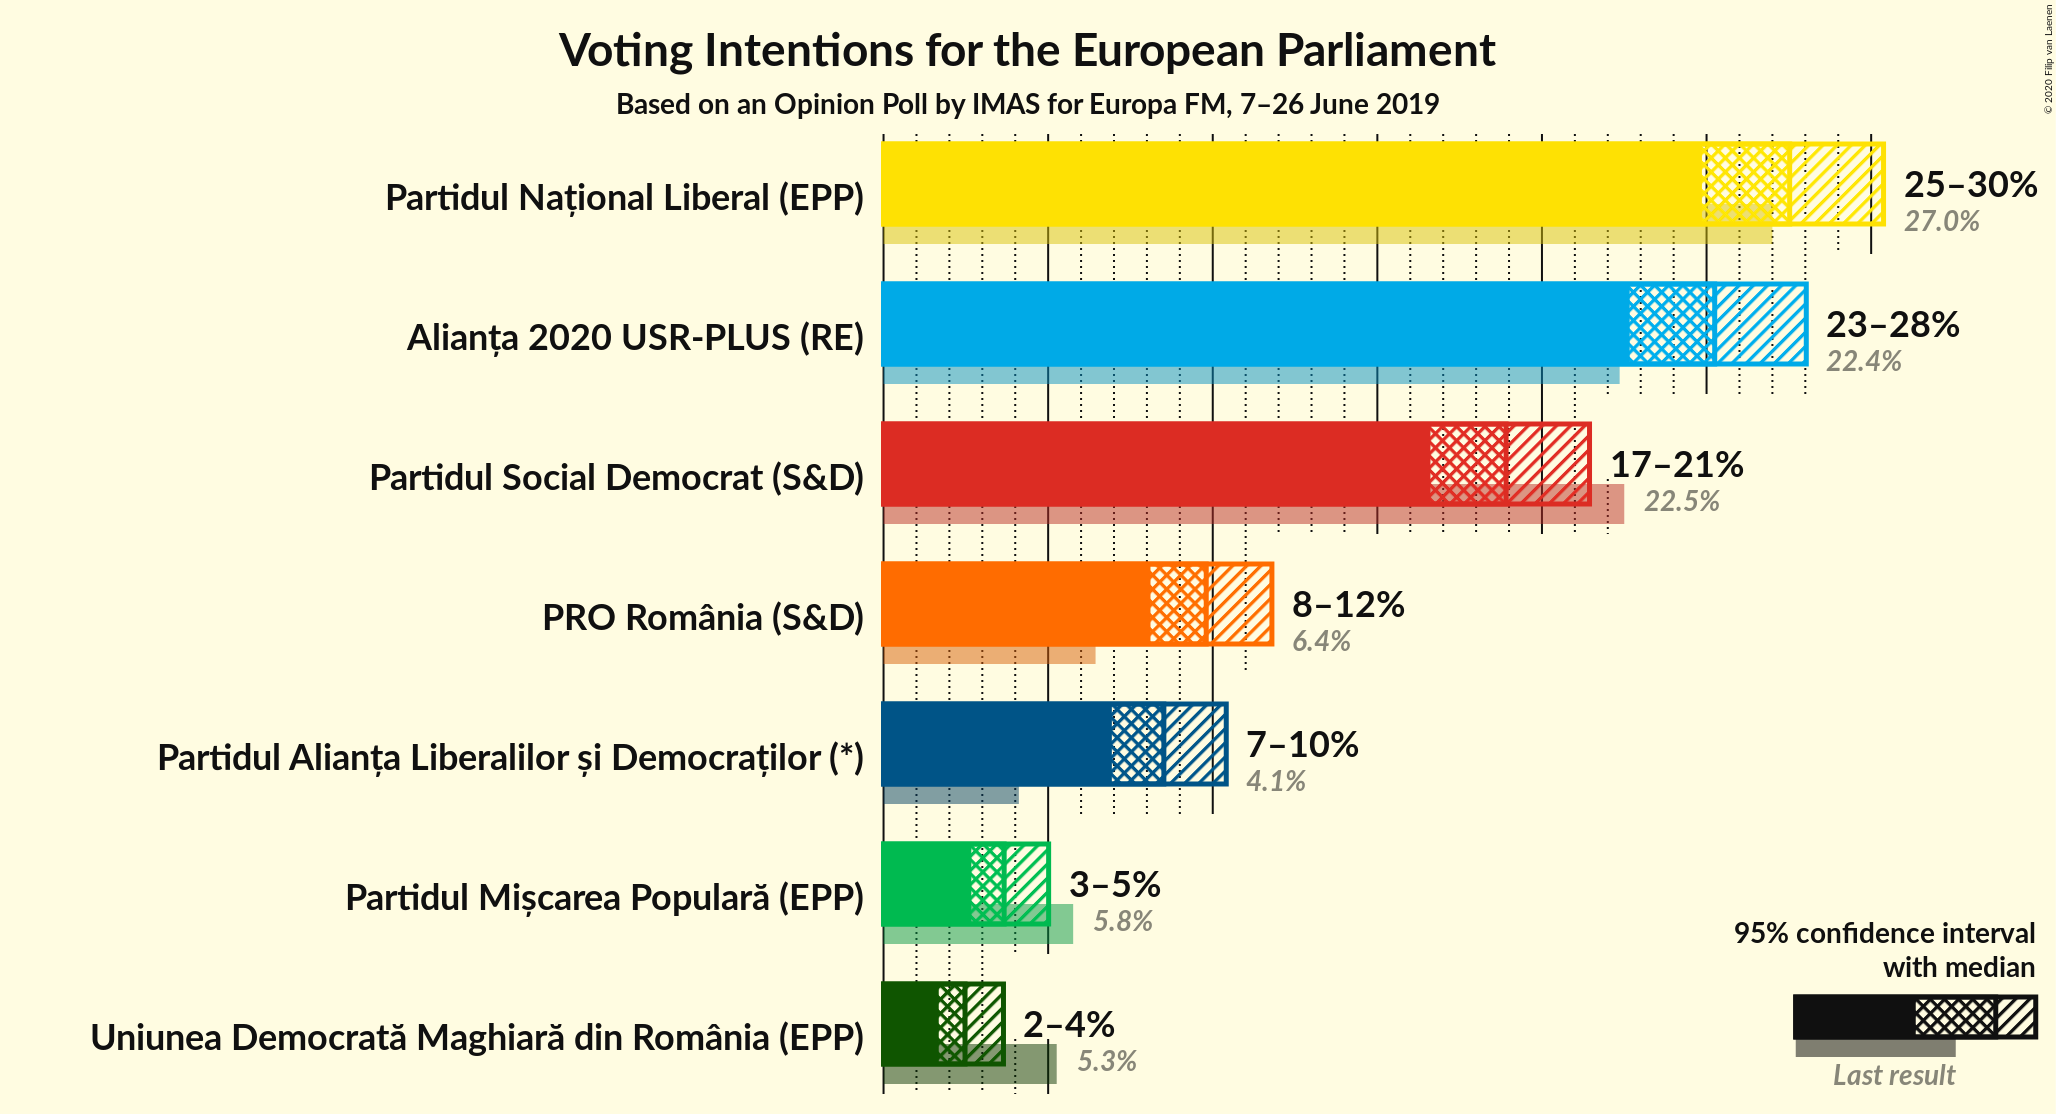 Voting Intentions for the European Parliament
Based on an Opinion Poll by IMAS for Europa FM, 7–26 June 2019
© 2020 Filip van Laenen
Partidul Național Liberal (EPP)
25–30%
27.0%
Alianța 2020 USR-PLUS (RE)
23–28%
22.4%
Partidul Social Democrat (S&D)
17–21%
22.5%
PRO România (S&D)
8–12%
6.4%
Partidul Alianța Liberalilor și Democraților (*)
7–10%
4.1%
Partidul Mișcarea Populară (EPP)
3–5%
5.8%
Uniunea Democrată Maghiară din România (EPP)
2–4%
5.3%
95% confidence interval
with median
Last result